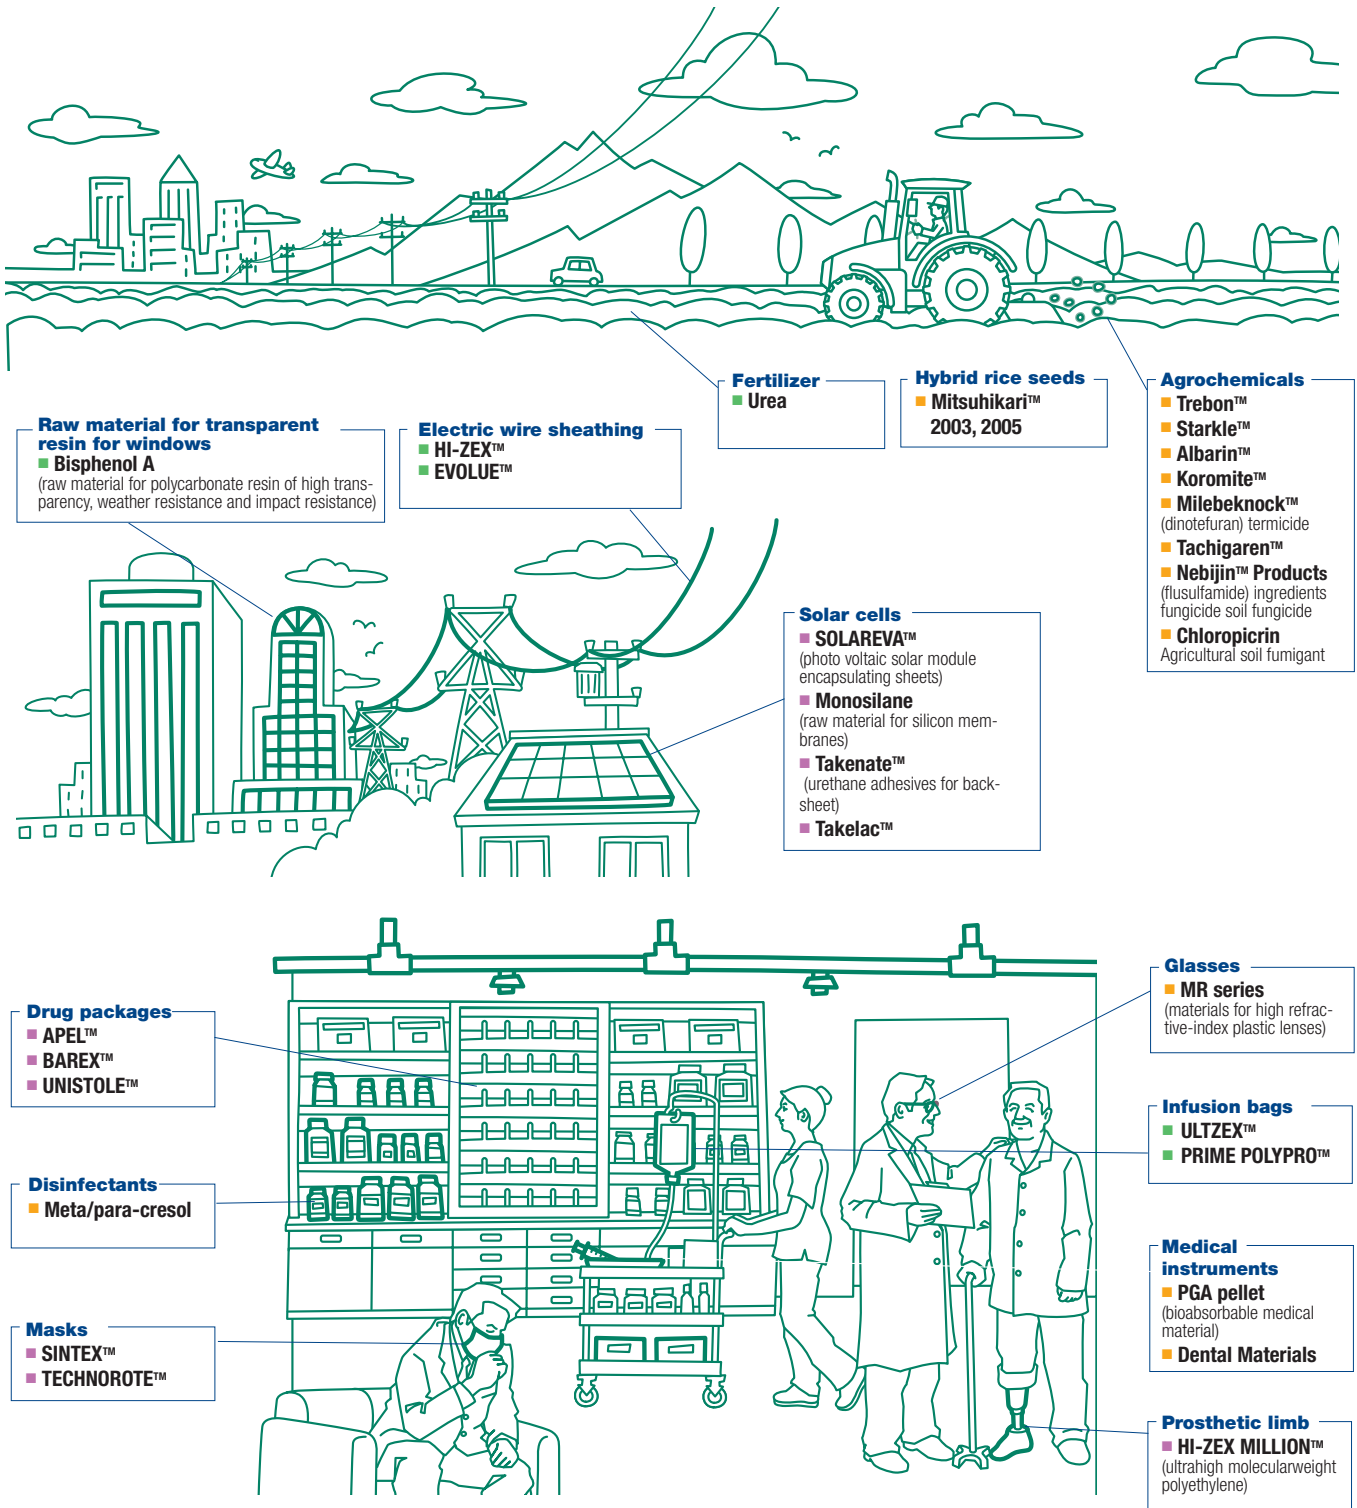 Fertilizer
■ Urea
Hybrid rice seeds
■ Mitsuhikari™
2003, 2005
Agrochemicals
■ Trebon™
■ Starkle™
■ Albarin™
■ Koromite™
■ Milebeknock™
(dinotefuran) termicide
■ Tachigaren™
■ Nebijin™ Products
(flusulfamide) ingredients
fungicide soil fungicide
■ Chloropicrin
Agricultural soil fumigant
Raw material for transparent
resin for windows
■ Bisphenol A
(raw material for polycarbonate resin of high trans-
parency, weather resistance and impact resistance)
Electric wire sheathing
■ HI-ZEX™
■ EVOLUE™
Solar cells
■ SOLAREVA™
(photo voltaic solar module
encapsulating sheets)
■ Monosilane
(raw material for silicon mem-
branes)
■ Takenate™
(urethane adhesives for back-
sheet)
■ Takelac™
Drug packages
■ APEL™
■ BAREX™
■ UNISTOLE™
Disinfectants
■ Meta/para-cresol
Masks
■ SINTEX™
■ TECHNOROTE™
Glasses
■ MR series
(materials for high refrac-
tive-index plastic lenses)
Infusion bags
■ ULTZEX™
■ PRIME POLYPRO™
Medical
instruments
■ PGA pellet
(bioabsorbable medical
material)
■ Dental Materials
Prosthetic limb
■ HI-ZEX MILLION™
(ultrahigh molecularweight
polyethylene)